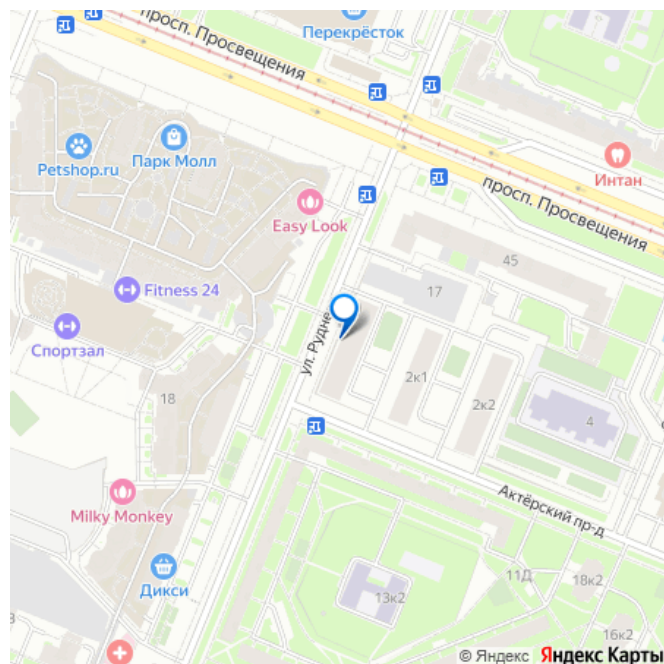 просп. Просвещения
Перекрёсток
Парк Молл
Petshop.ru
Интан
просп. Просвещения
Easy Look
45
Fitness 24
17
ул. Рудне
Спортзал
2к1
18
2к2
4
Актёрский пр-д
Milky Monkey
11Д
18к2
Дикси
13к2
16к2
© Яндекс Яндекс Карты